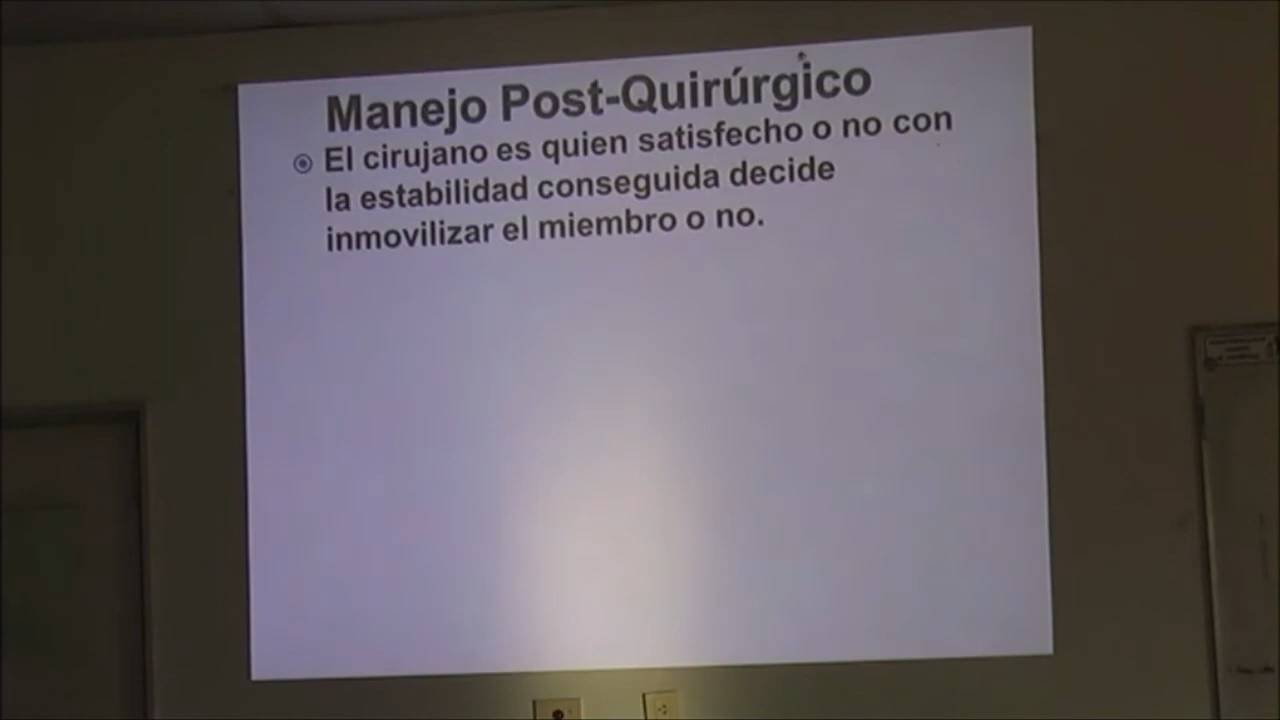 Manejo Post-Quirúrgico
El cirujano es quien satisfecho o no con
la estabilidad conseguida decide
inmovilizar el miembro o no.